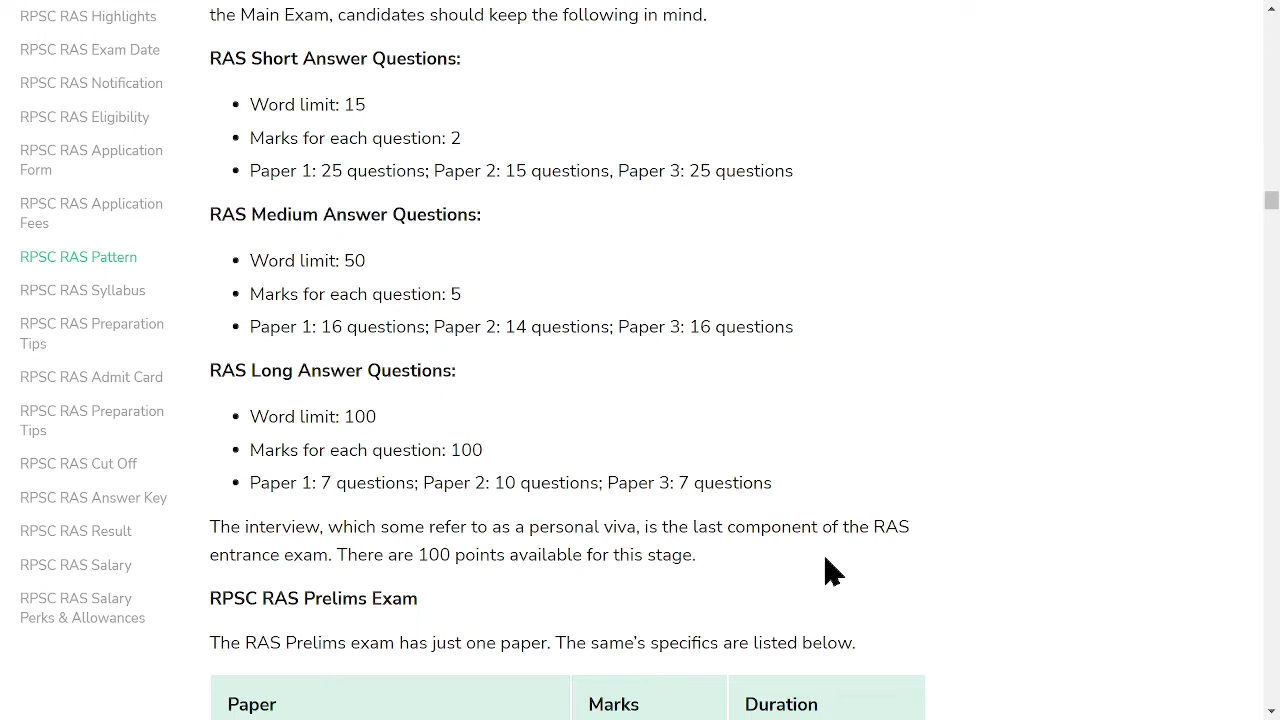 RPSC RAS Highlights
RPSC RAS Exam Date
RPSC RAS Notification
RPSC RAS Eligibility
RPSC RAS Application
Form
RPSC RAS Application
Fees
RPSC RAS Pattern
RPSC RAS Syllabus
RPSC RAS Preparation
Tips
RPSC RAS Admit Card
RPSC RAS Preparation
Tips
RPSC RAS Cut Off
RPSC RAS Answer Key
RPSC RAS Result
RPSC RAS Salary
RPSC RAS Salary
Perks & Allowances
the Main Exam, candidates should keep the following in mind.
RAS Short Answer Questions:
• Word limit: 15
• Marks for each question: 2
• Paper 1: 25 questions; Paper 2: 15 questions, Paper 3: 25 questions
RAS Medium Answer Questions:
• Word limit: 50
• Marks for each question: 5
• Paper 1: 16 questions; Paper 2: 14 questions; Paper 3: 16 questions
RAS Long Answer Questions:
• Word limit: 100
• Marks for each question: 100
• Paper 1: 7 questions; Paper 2: 10 questions; Paper 3: 7 questions
The interview, which some refer to as a personal viva, is the last component of the RAS
entrance exam. There are 100 points available for this stage.
RPSC RAS Prelims Exam
The RAS Prelims exam has just one paper. The same's specifics are listed below.
Paper Marks Duration